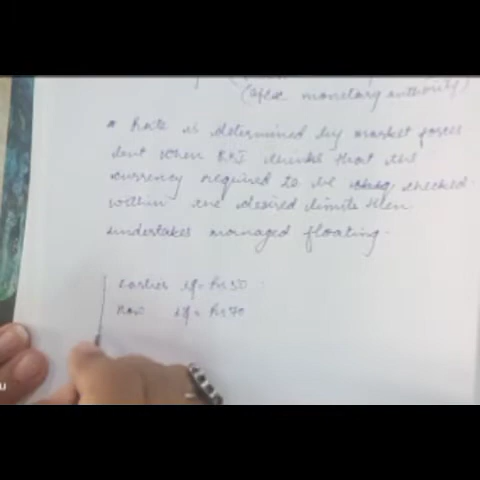 monetary authority)
Rate is determined by market forces
but when RBI thinks that the
currency required to be checked
within the desired limits then
undertakes managed floating.
Earlier 1$ = Rs 50
Now 1$ = Rs 70
u